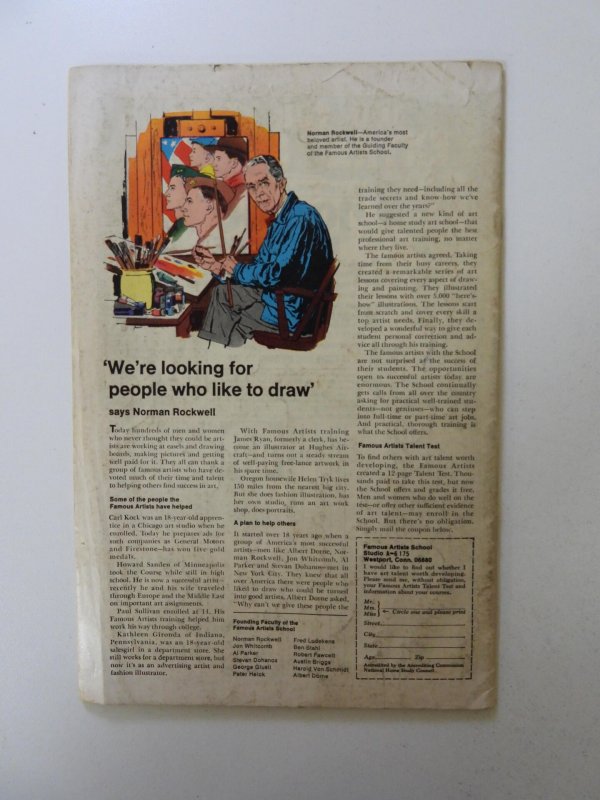 Norman Rockwell—America's most
beloved artist. He is a founder
and member of the Guiding Faculty
of the Famous Artists School.
'We're looking for
people who like to draw'
says Norman Rockwell
Today hundreds of men and women
who never thought they could be art-
ists are working at easels and drawing
boards, making pictures and getting
well paid for it. They all can thank a
group of famous artists who have de-
voted much of their time and talent
to helping others find success in art.
Some of the people the
Famous Artists have helped
Carl Kock was an 18-year-old appren-
tice in a Chicago art studio when he
enrolled. Today he prepares ads for
such companies as General Motors
and Firestone—has won five gold
medals.
Howard Sanden of Minneapolis
took the Course while still in high
school. He is now a successful artist—
recently he and his wife traveled
through Europe and the Middle East
on important art assignments.
Paul Sullivan enrolled at 14. His
Famous Artists training helped him
work his way through college.
Kathleen Gironda of Indiana,
Pennsylvania, was an 18-year-old
salesgirl in a department store. She
still works for a department store, but
now it's as an advertising artist and
fashion illustrator.
With Famous Artists training
James Ryan, formerly a clerk, has be-
come an illustrator at Hughes Air-
craft—and turns out a steady stream
of well-paying free-lance artwork in
his spare time.
Oregon housewife Helen Tryk lives
150 miles from the nearest big city.
But she does fashion illustration, has
her own studio, runs an art work
shop, does portraits.
A plan to help others
It started over 18 years ago when a
group of America's most successful
artists—men like Albert Dorne, Nor-
man Rockwell, Jon Whitcomb, Al
Parker and Stevan Dohanos—met in
New York City. They knew that all
over America there were people who
liked to draw who could be turned
into good artists. Albert Dorne asked,
"Why can't we give these people the
Founding Faculty of the
Famous Artists School
Norman Rockwell
Jon Whitcomb
Al Parker
Stevan Dohanos
George Giusti
Peter Helck
Fred Ludekens
Ben Stahl
Robert Fawcett
Austin Briggs
Harold Von Schmidt
Albert Dorne
training they need—including all the
trade secrets and know-how we've
learned over the years?"
He suggested a new kind of art
school—a home study art school—that
would give talented people the best
professional art training, no matter
where they live.
The famous artists agreed. Taking
time from their busy careers, they
created a remarkable series of art
lessons covering every aspect of draw-
ing and painting. They illustrated
their lessons with over 5,000 "here's-
how" illustrations. The lessons start
from scratch and cover every skill a
top artist needs. Finally, they de-
veloped a wonderful way to give each
student personal correction and ad-
vice all through his training.
The famous artists with the School
are not surprised at the success of
their students. The opportunities
open to successful artists today are
enormous. The School continually
gets calls from all over the country
asking for practical well-trained stu-
dents—not geniuses—who can step
into full-time or part-time art jobs.
And practical, thorough training is
what the School offers.
Famous Artists Talent Test
To find others with art talent worth
developing, the Famous Artists
created a 12-page Talent Test. Thou-
sands paid to take this test, but now
the School offers and grades it free.
Men and women who do well on the
test—or offer other sufficient evidence
of art talent—may enroll in the
School. But there's no obligation.
Simply mail the coupon below.
Famous Artists School
Studio
Westport, Conn. 06880
I would like to find out whether I
have art talent worth developing.
Please send me, without obligation,
your Famous Artists Talent Test and
information about your courses.
Mr.
Mrs.
Miss
Circle one and please print
Street
City
State
Age
Zip
Accredited by the Accrediting Commission
National Home Study Council.